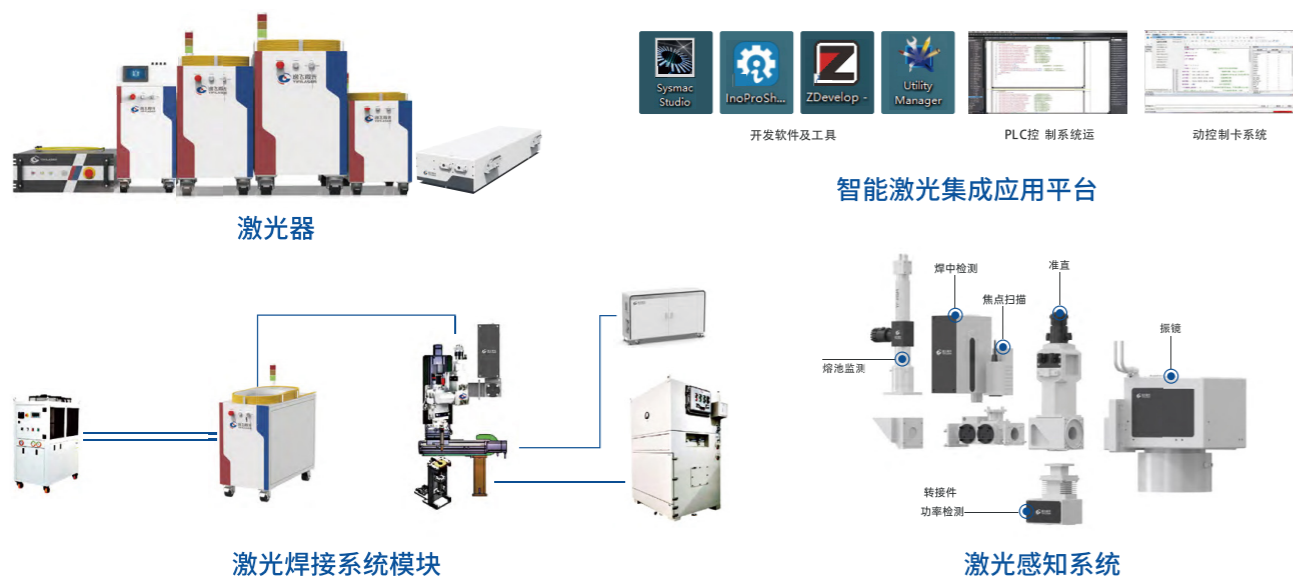 Sysmac
Studio
InoProSh...
ZDevelop -
Utility
Manager
开发软件及工具
PLC控 制系统运
动控制卡系统
智能激光集成应用平台
激光器
焊中检测
准直
焦点扫描
振镜
熔池监测
转接件
功率检测
激光焊接系统模块
激光感知系统